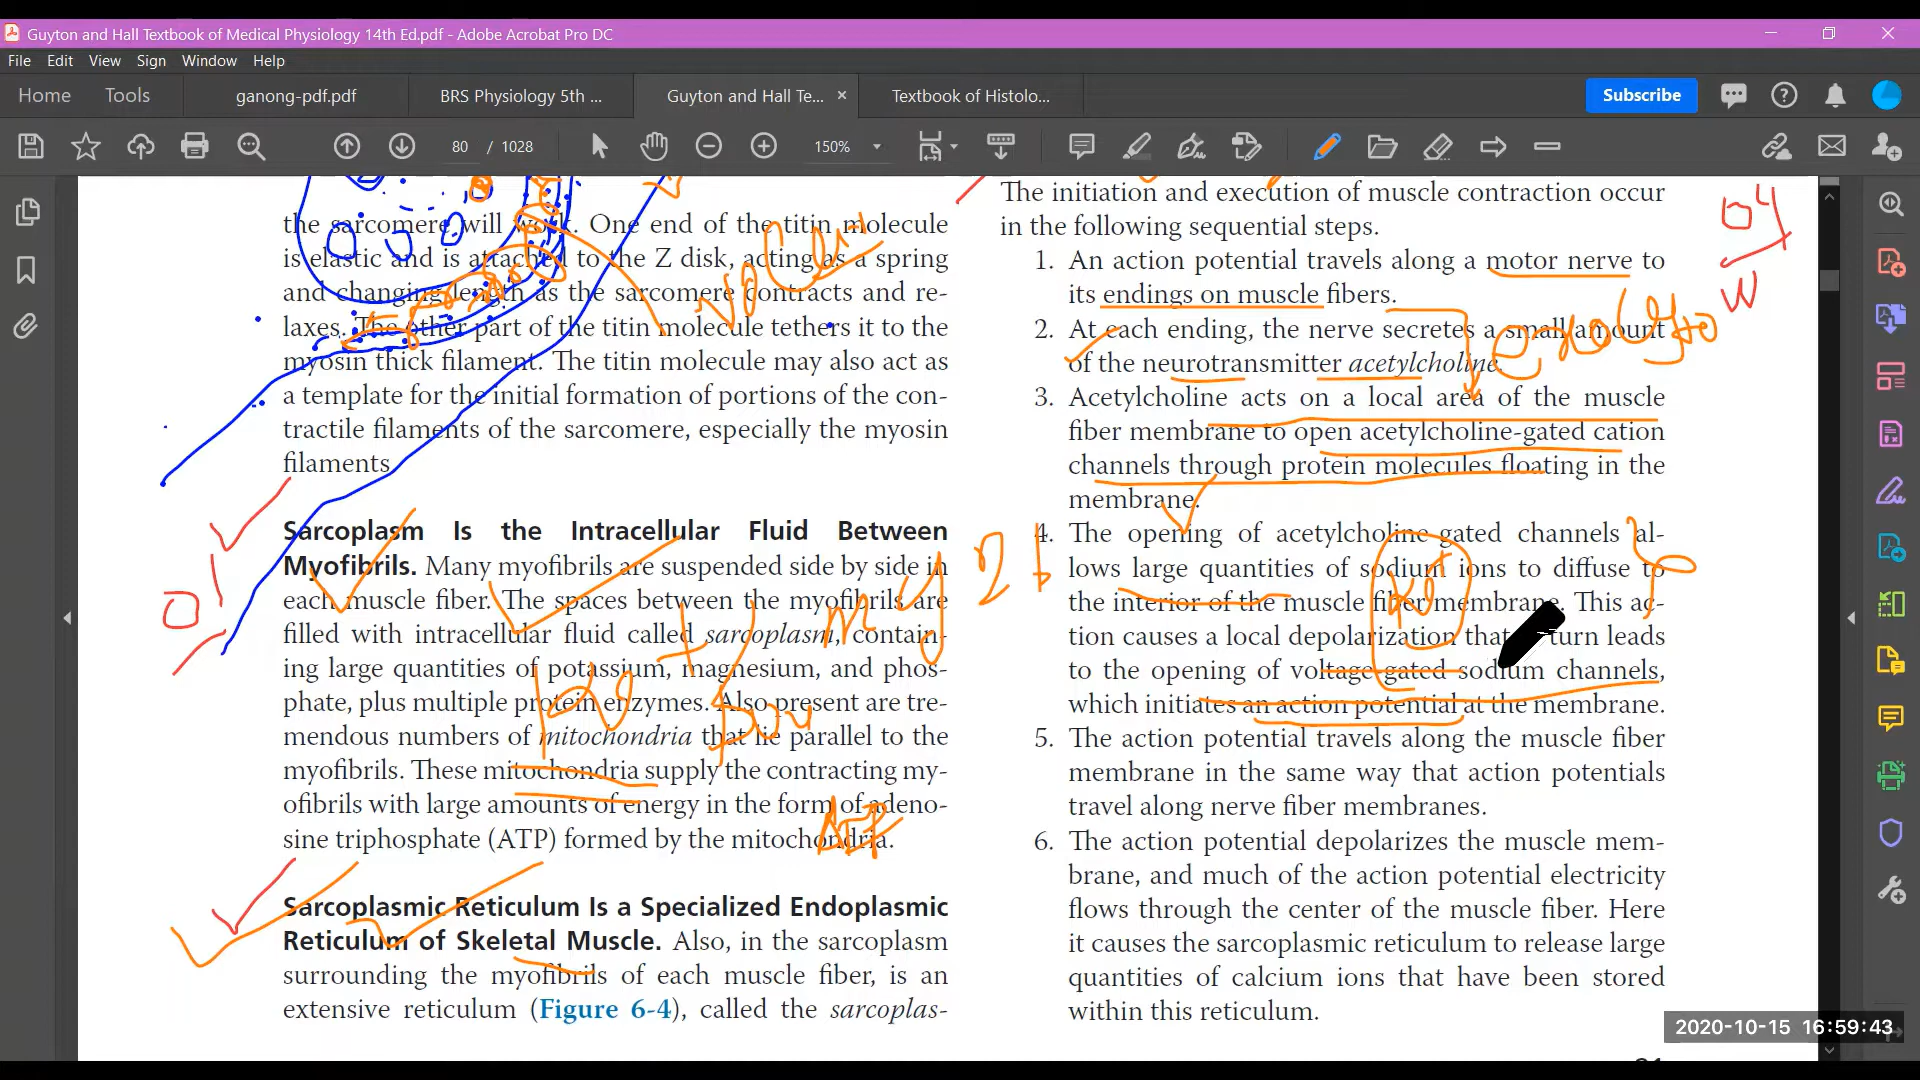 Guyton and Hall Textbook of Medical Physiology 14th Ed.pdf - Adobe Acrobat Pro DC
File Edit View Sign Window Help
Home Tools ganong-pdf.pdf BRS Physiology 5th ... Guyton and Hall Te... × Textbook of Histolo... Subscribe
80 / 1028 150%
the sarcomere will work. One end of the titin molecule
is elastic and is attached to the Z disk, acting as a spring
and changing length as the sarcomere contracts and re-
laxes. The other part of the titin molecule tethers it to the
myosin thick filament. The titin molecule may also act as
a template for the initial formation of portions of the con-
tractile filaments of the sarcomere, especially the myosin
filaments
Sarcoplasm Is the Intracellular Fluid Between
Myofibrils. Many myofibrils are suspended side by side in
each muscle fiber. The spaces between the myofibrils are
filled with intracellular fluid called sarcoplasm, contain-
ing large quantities of potassium, magnesium, and phos-
phate, plus multiple protein enzymes. Also present are tre-
mendous numbers of mitochondria that lie parallel to the
myofibrils. These mitochondria supply the contracting my-
ofibrils with large amounts of energy in the form of adeno-
sine triphosphate (ATP) formed by the mitochondria.
ATP
Sarcoplasmic Reticulum Is a Specialized Endoplasmic
Reticulum of Skeletal Muscle. Also, in the sarcoplasm
surrounding the myofibrils of each muscle fiber, is an
extensive reticulum (Figure 6-4), called the sarcoplas-
The initiation and execution of muscle contraction occur
in the following sequential steps.
1. An action potential travels along a motor nerve to
its endings on muscle fibers.
2. At each ending, the nerve secretes a small amount
of the neurotransmitter acetylcholine.
3. Acetylcholine acts on a local area of the muscle
fiber membrane to open acetylcholine-gated cation
channels through protein molecules floating in the
membrane.
4. The opening of acetylcholine-gated channels al-
lows large quantities of sodium ions to diffuse to
the interior of the muscle fiber membrane. This ac-
tion causes a local depolarization that turn leads
to the opening of voltage-gated sodium channels,
which initiates an action potential at the membrane.
5. The action potential travels along the muscle fiber
membrane in the same way that action potentials
travel along nerve fiber membranes.
6. The action potential depolarizes the muscle mem-
brane, and much of the action potential electricity
flows through the center of the muscle fiber. Here
it causes the sarcoplasmic reticulum to release large
quantities of calcium ions that have been stored
within this reticulum.
2020-10-15 16:59:43